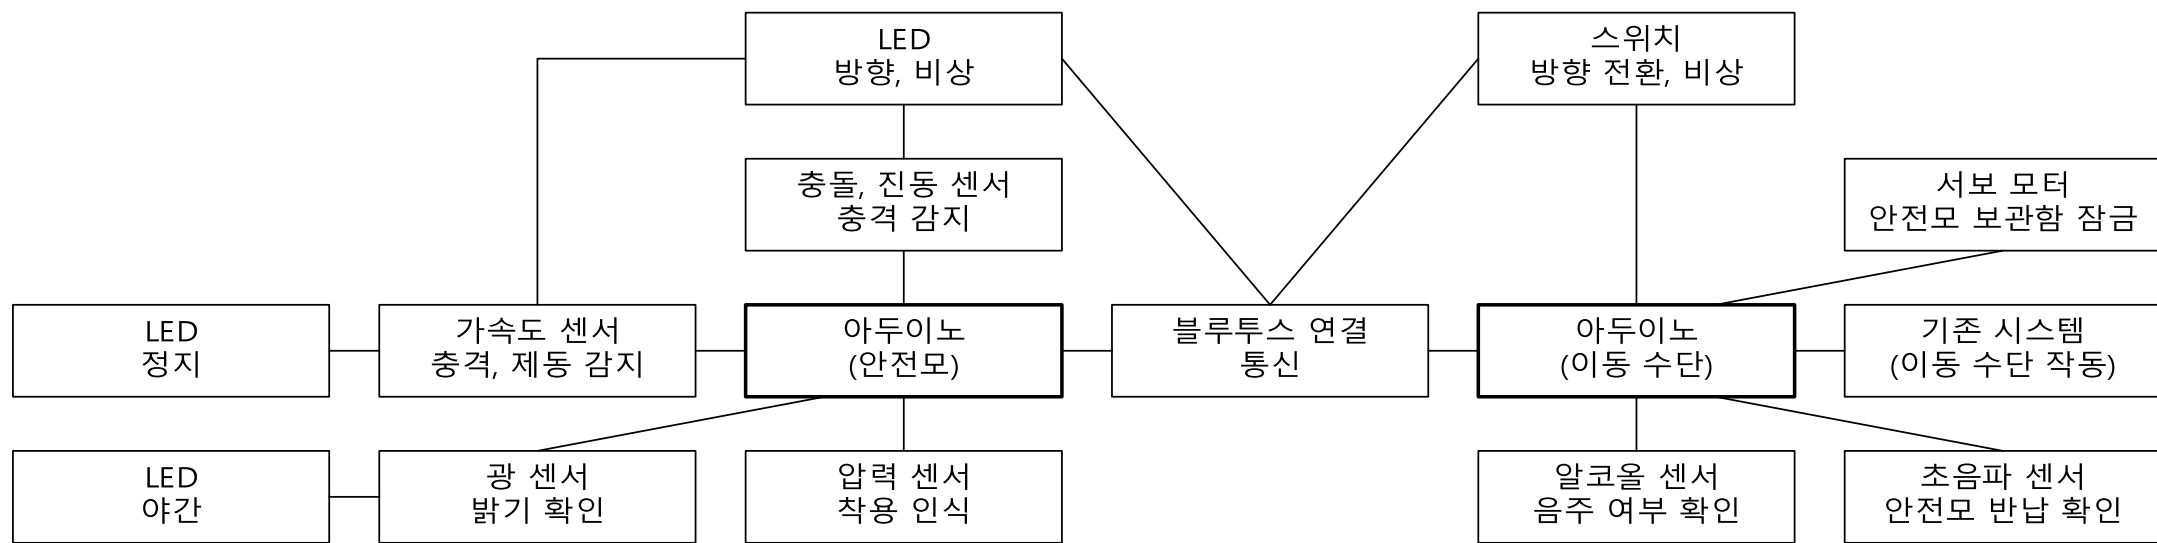 LED
방향, 비상
스위치
방향 전환, 비상
충돌, 진동 센서
충격 감지
서보 모터
안전모 보관함 잠금
LED
정지
가속도 센서
충격, 제동 감지
아두이노
(안전모)
블루투스 연결
통신
아두이노
(이동 수단)
기존 시스템
(이동 수단 작동)
LED
야간
광 센서
밝기 확인
압력 센서
착용 인식
알코올 센서
음주 여부 확인
초음파 센서
안전모 반납 확인